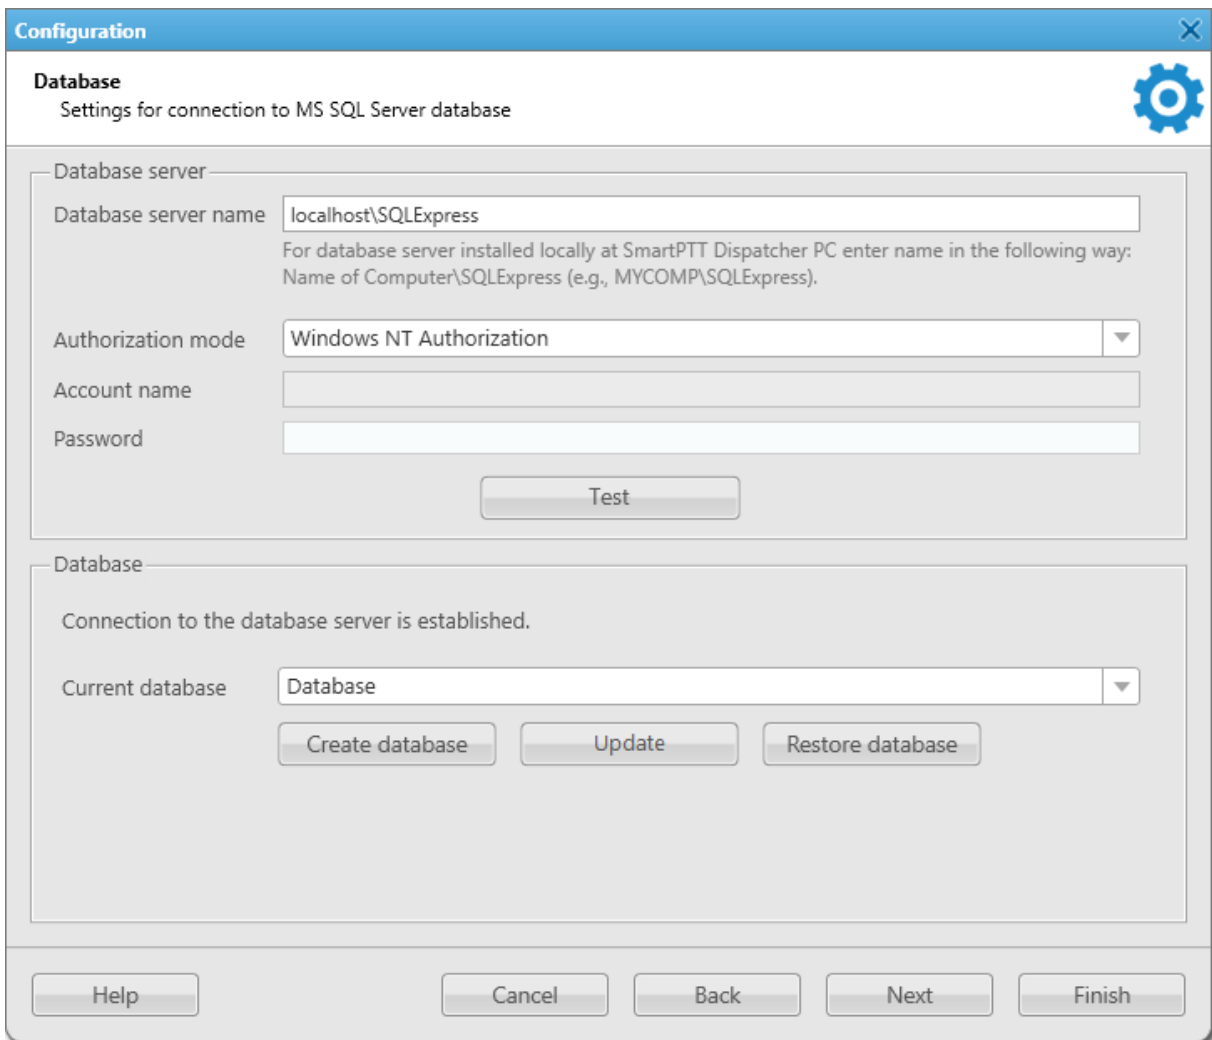 Configuration
Database
Settings for connection to MS SQL Server database
Database server
Database server name
localhost\SQLExpress
For database server installed locally at SmartPTT Dispatcher PC enter name in the following way:
Name of Computer\SQLExpress (e.g., MYCOMP\SQLExpress).
Authorization mode
Windows NT Authorization
Account name
Password
Test
Database
Connection to the database server is established.
Current database
Database
Create database
Update
Restore database
Help
Cancel
Back
Next
Finish